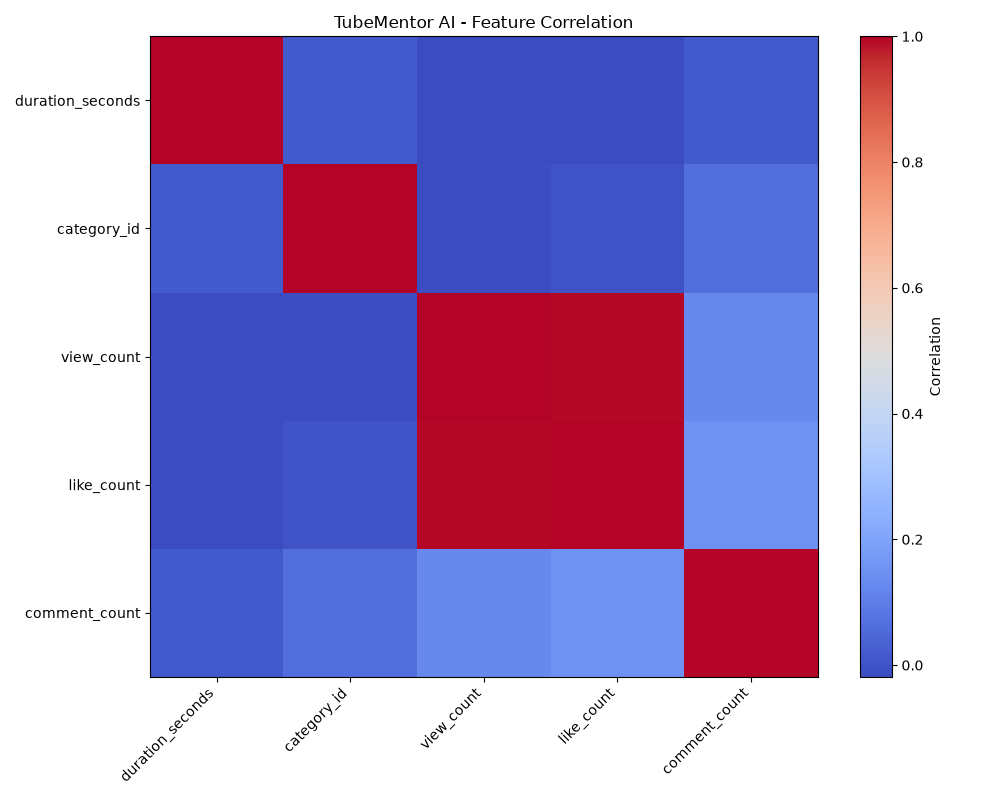 TubeMentor AI - Feature Correlation
duration_seconds
category_id
view_count
like_count
comment_count
duration_seconds
category_id
view_count
like_count
comment_count
1.0
0.8
0.6
0.4
0.2
0.0
Correlation